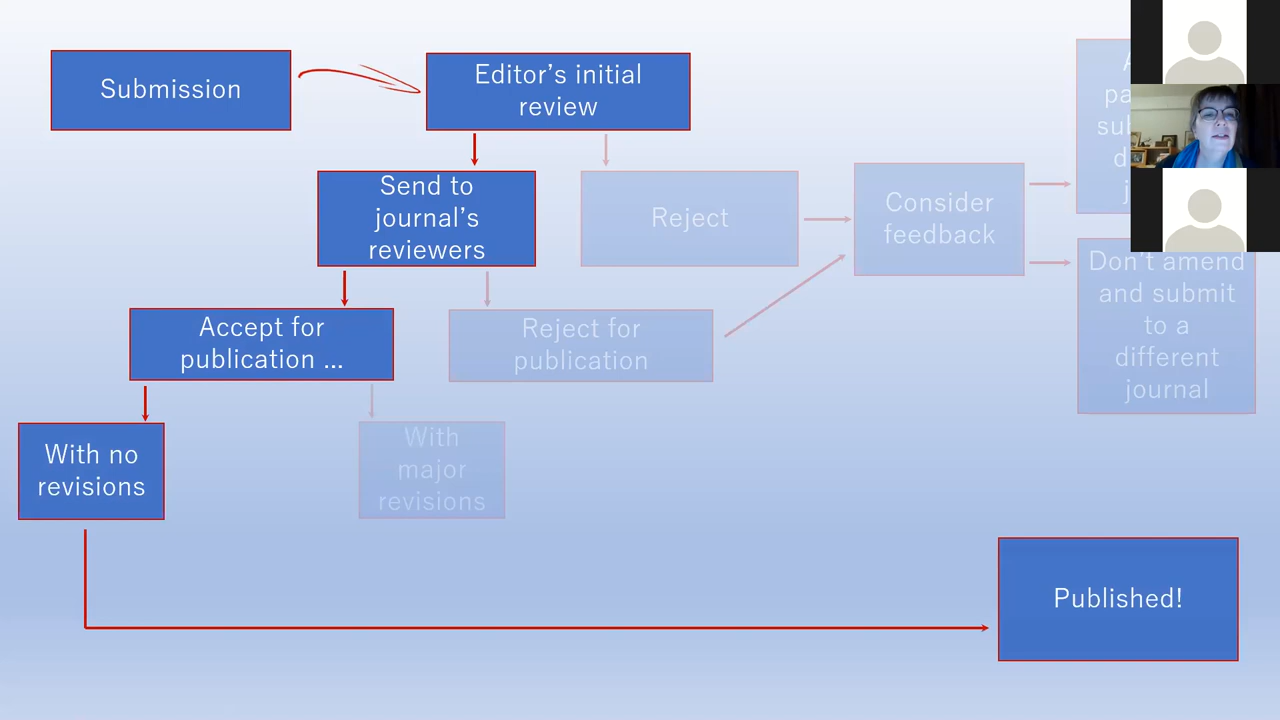 Submission
Editor’s initial
review
Send to
journal’s
reviewers
Reject
Consider
feedback
Accept for
publication ...
Reject for
publication
Don’t amend
and submit
to a
different
journal
With no
revisions
With
major
revisions
Published!